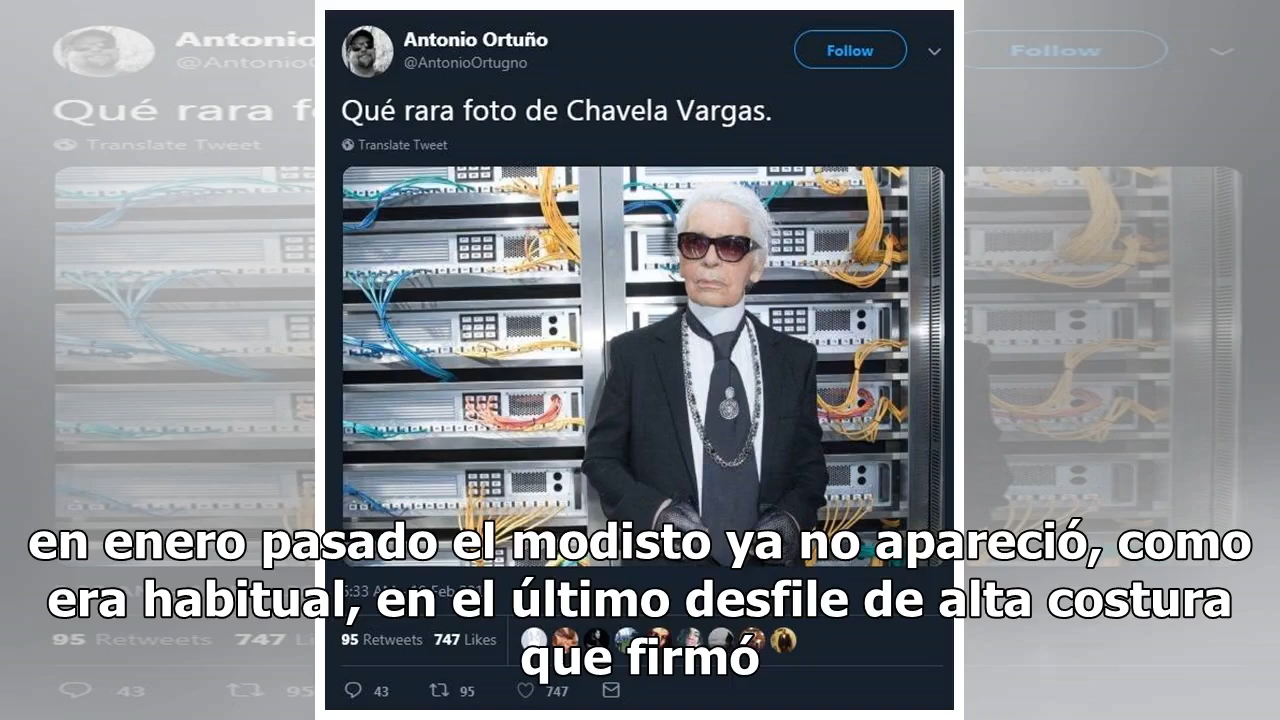 Antonio Ortuño
@AntonioOrtugno
Follow
Qué rara foto de Chavela Vargas.
Translate Tweet
en enero pasado el modisto ya no apareció, como
era habitual, en el último desfile de alta costura
que firmó
95 Retweets 747 Likes
43 95 747